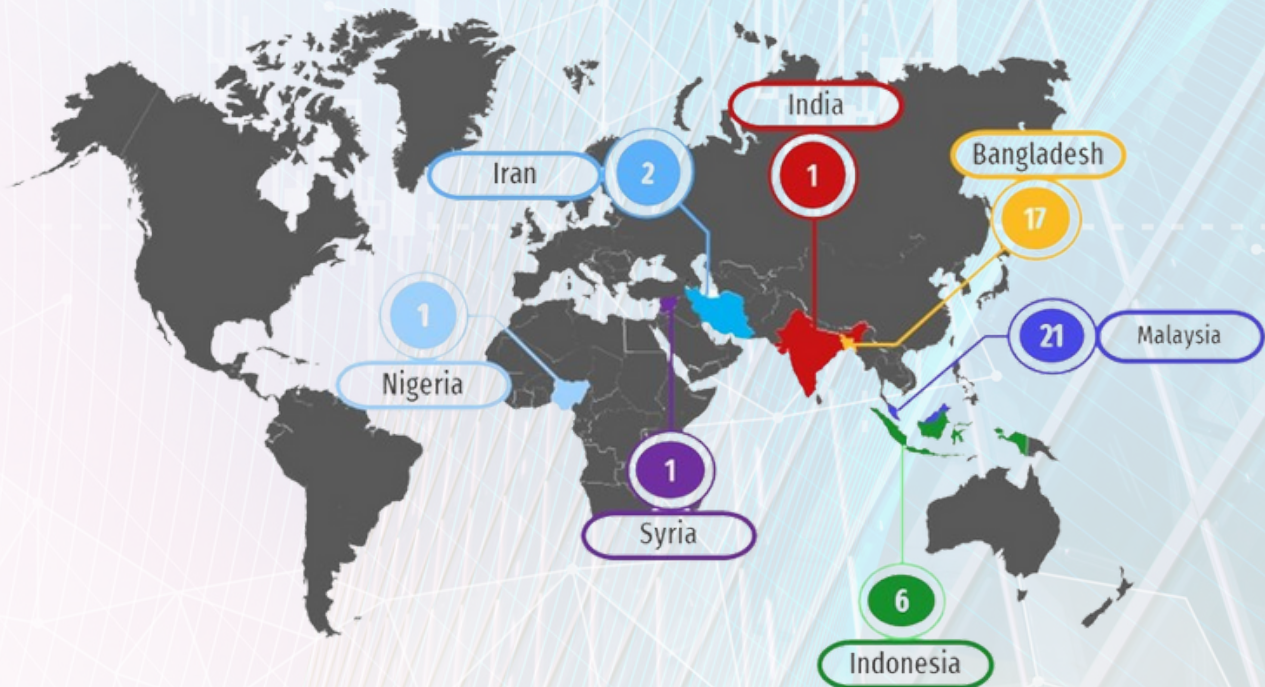 India
1
Bangladesh
17
Iran
2
1
Nigeria
21
Malaysia
1
Syria
6
Indonesia